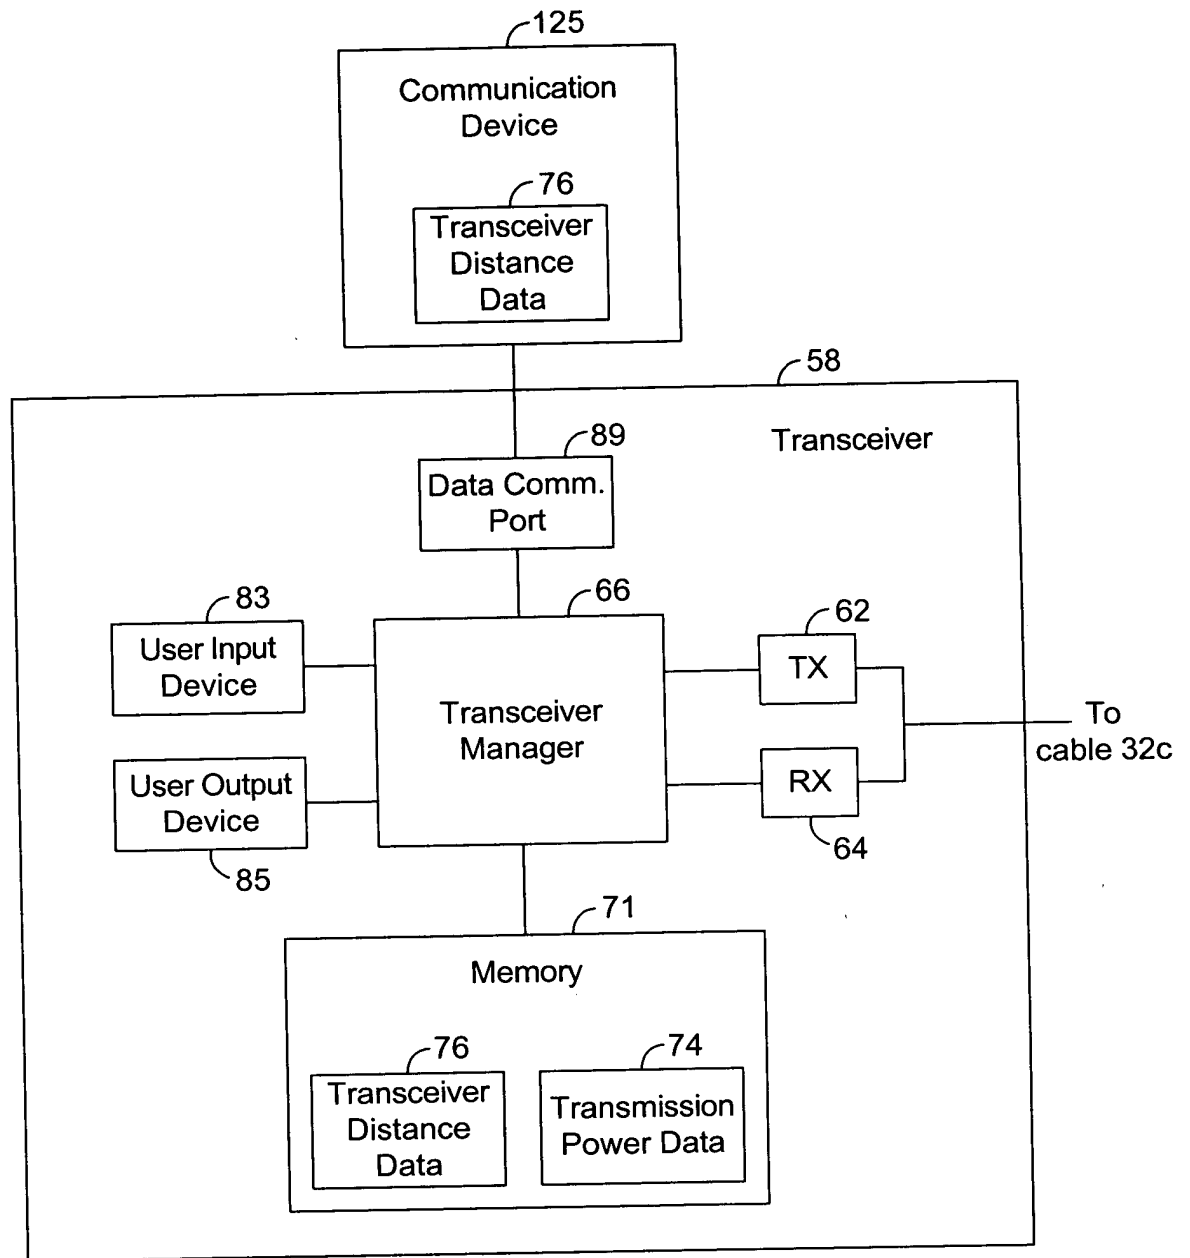 125
Communication
Device
76
Transceiver
Distance
Data
58
Transceiver
89
Data Comm.
Port
83
User Input
Device
66
Transceiver
Manager
62
TX
To
cable 32c
User Output
Device
85
RX
64
71
Memory
76
Transceiver
Distance
Data
74
Transmission
Power Data